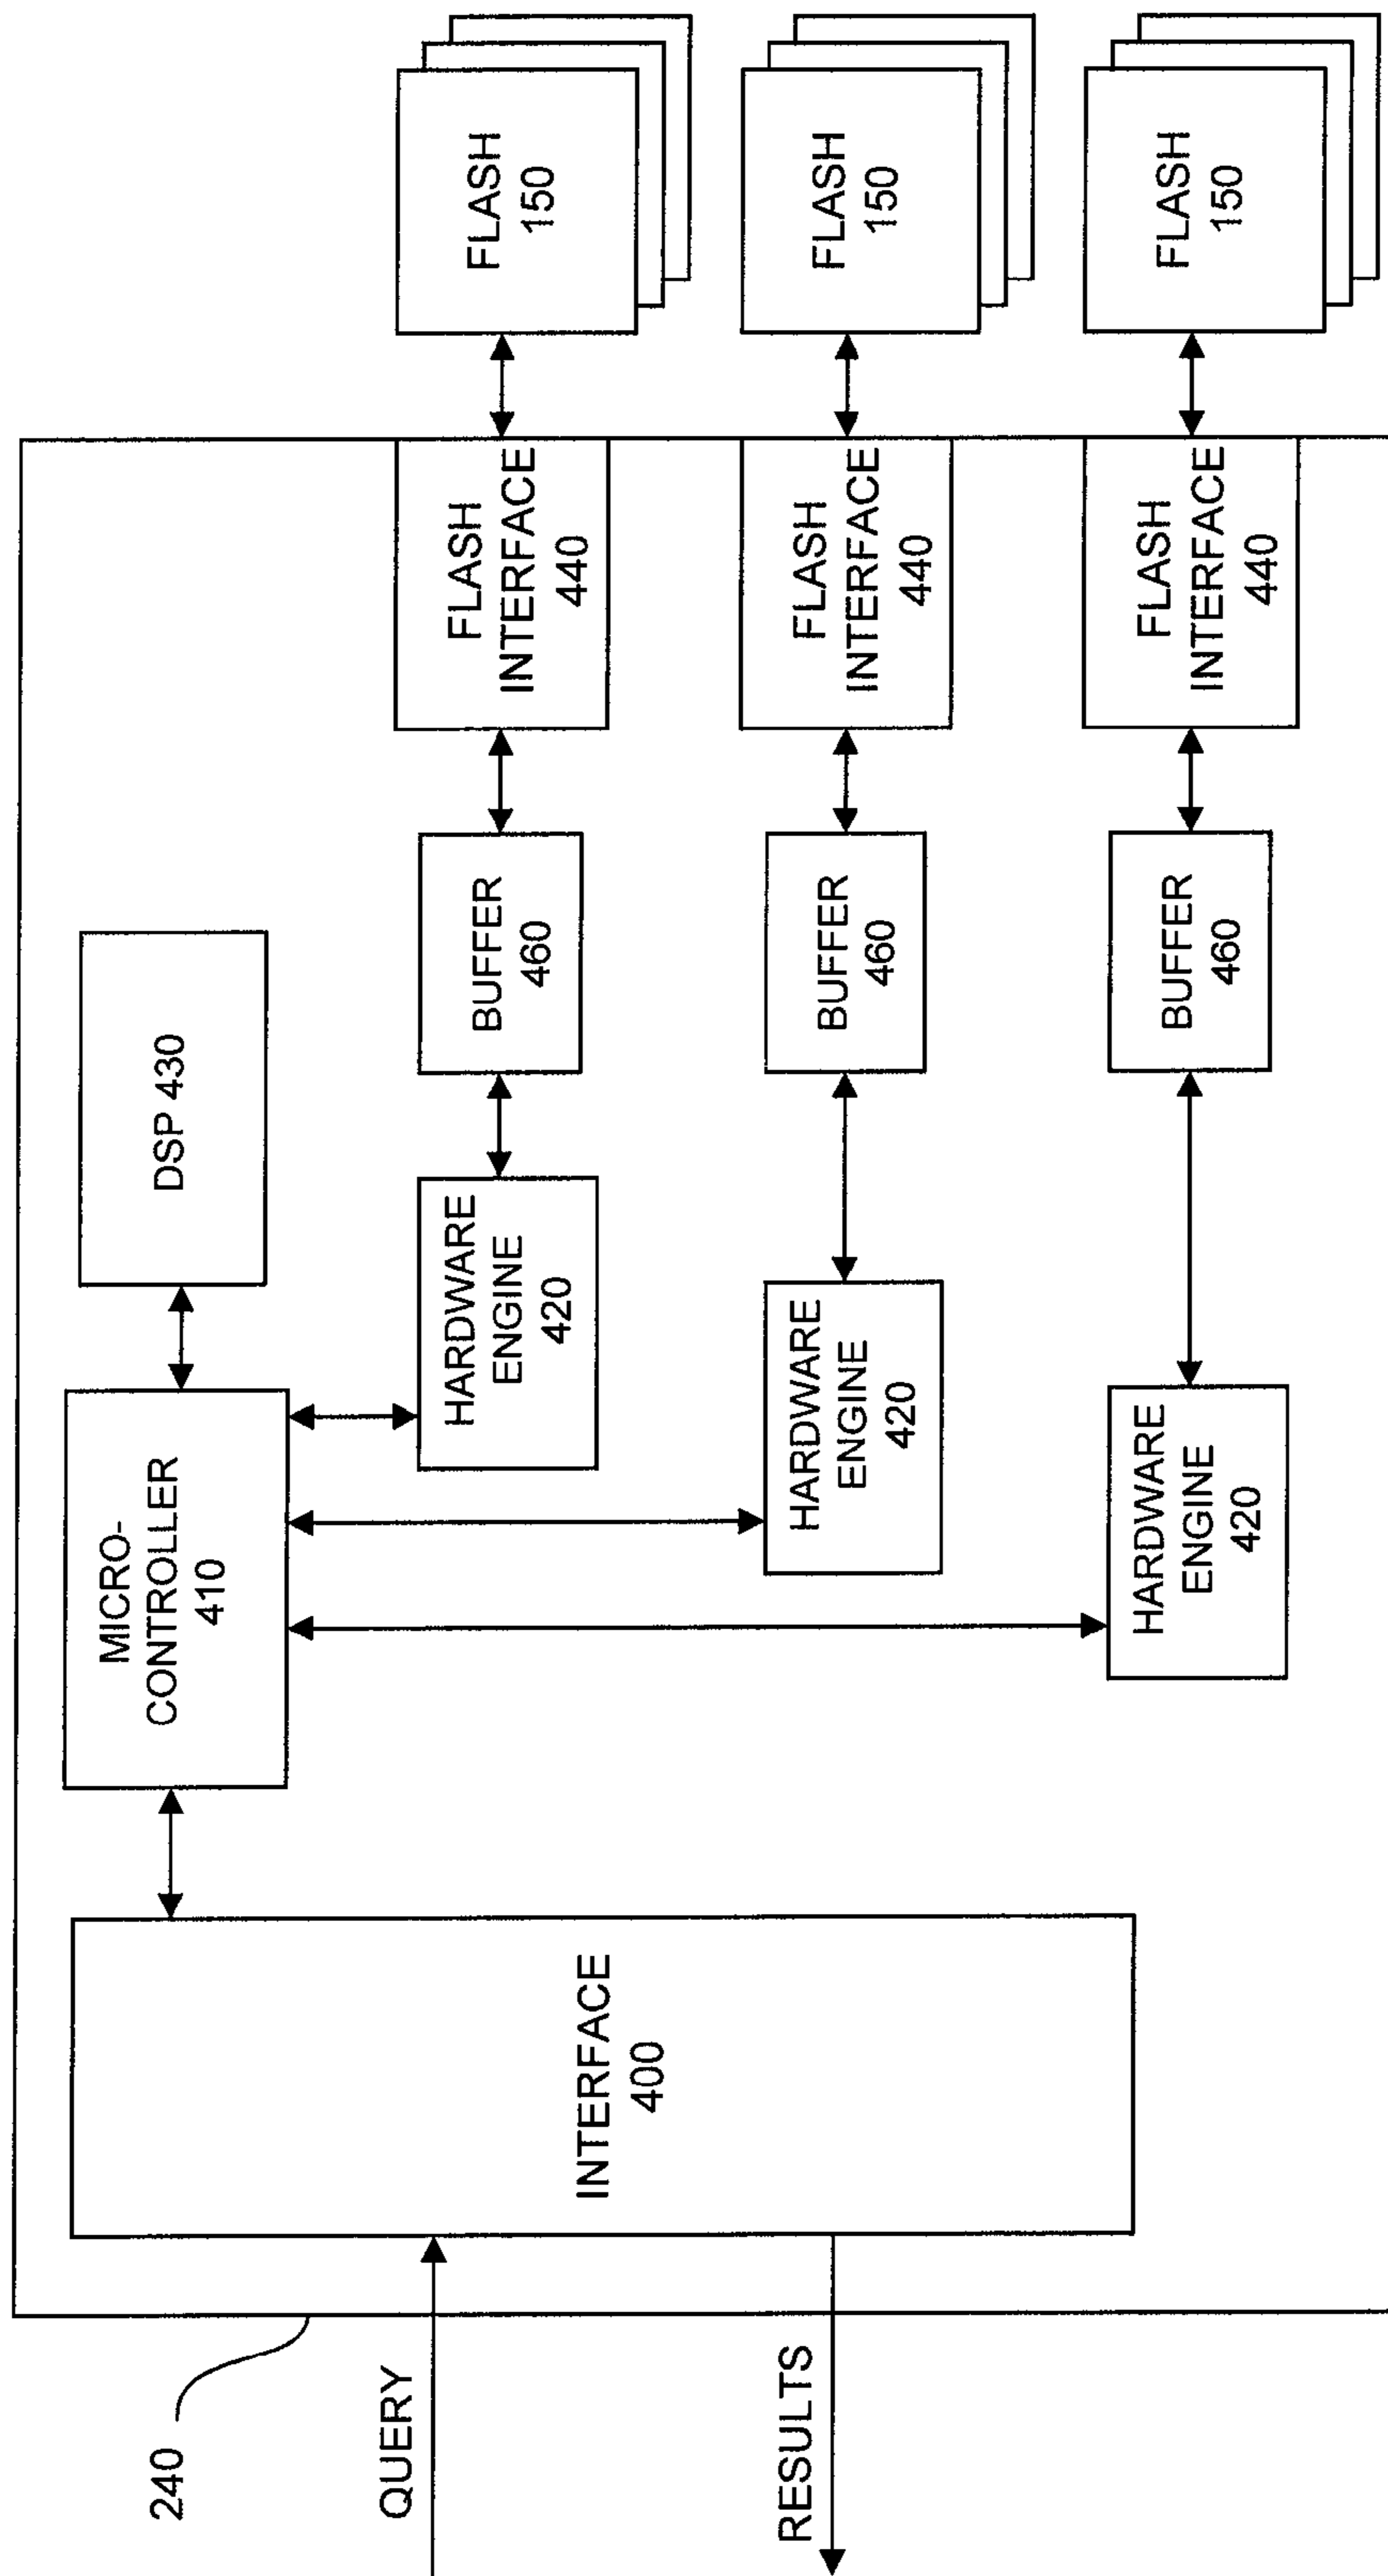 240
QUERY
RESULTS
INTERFACE
400
MICRO-
CONTROLLER
410
DSP 430
HARDWARE
ENGINE
420
BUFFER
460
FLASH
INTERFACE
440
FLASH
150
HARDWARE
ENGINE
420
BUFFER
460
FLASH
INTERFACE
440
FLASH
150
HARDWARE
ENGINE
420
BUFFER
460
FLASH
INTERFACE
440
FLASH
150